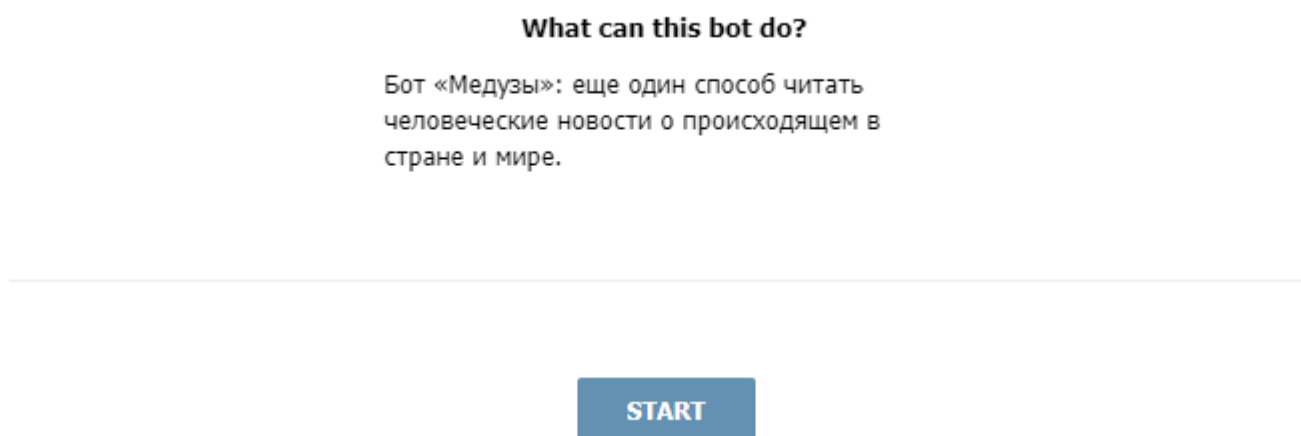 What can this bot do?
Бот «Медузы»: еще один способ читать
человеческие новости о происходящем в
стране и мире.
START